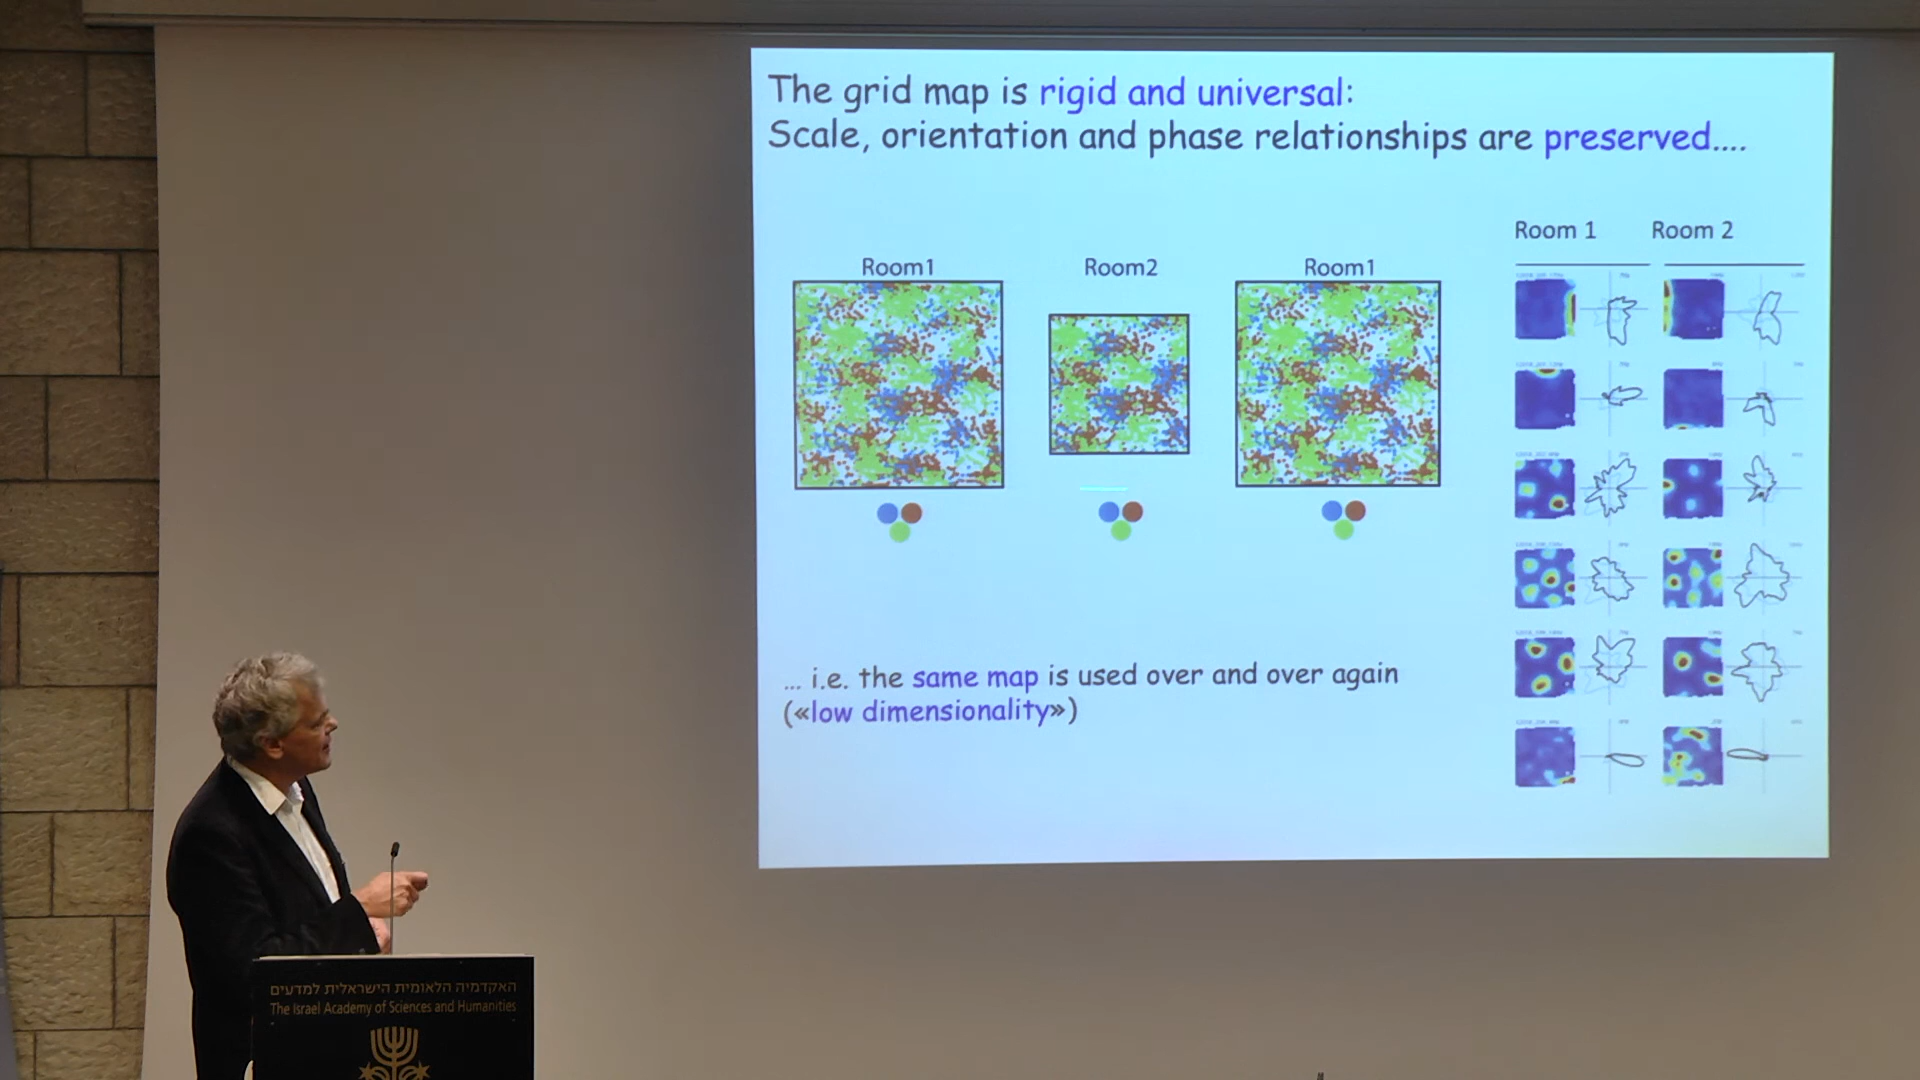 The grid map is rigid and universal:
Scale, orientation and phase relationships are preserved....
Room 1 Room 2
Room1 Room2 Room1
... i.e. the same map is used over and over again
(«low dimensionality»)
האקדמיה הלאומית הישראלית למדעים
The Israel Academy of Sciences and Humanities